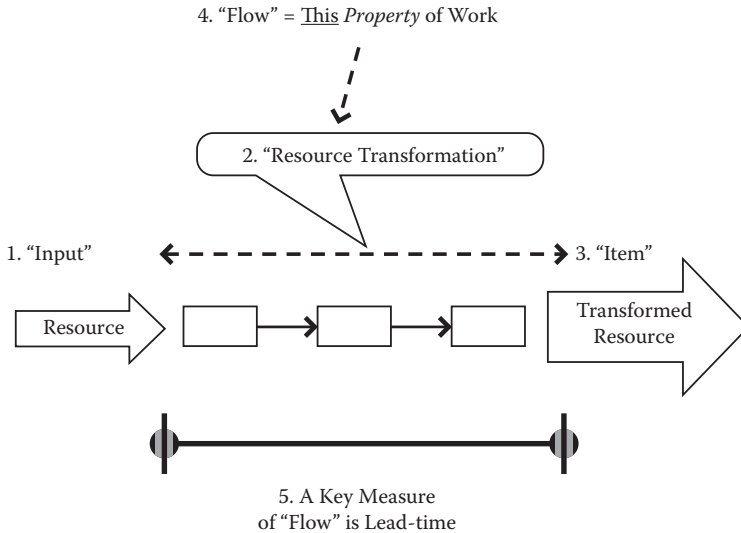 4. “Flow” = This Property of Work
2. “Resource Transformation”
1. “Input”
3. “Item”
Resource
Transformed
Resource
5. A Key Measure
of “Flow” is Lead-time